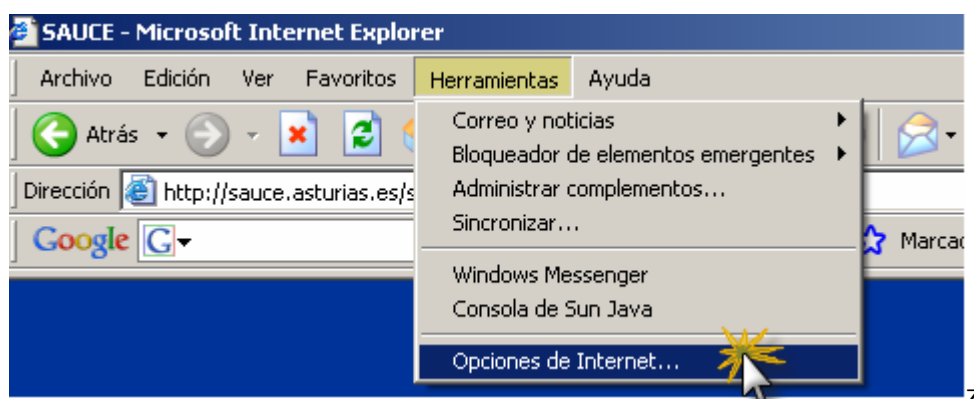 SAUCE - Microsoft Internet Explorer
Archivo Edición Ver Favoritos Herramientas Ayuda
Atrás
Correo y noticias
Bloqueador de elementos emergentes
Administrar complementos...
Sincronizar...
Windows Messenger
Consola de Sun Java
Opciones de Internet...
Dirección http://sauce.asturias.es/s
Google G Marcad